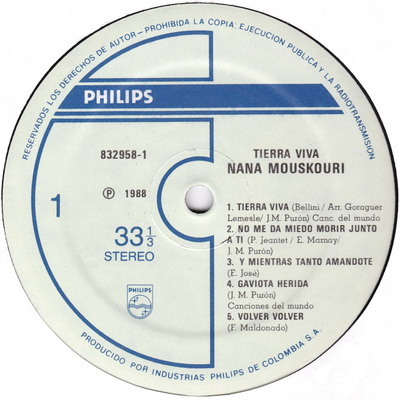 RESERVADOS LOS DERECHOS DE AUTOR - PROHIBIDA LA COPIA EJECUCION PUBLICA Y LA RADIOTRANSMISION
PHILIPS
832958-1
Ⓟ 1988
1
33 1/3
STEREO
PHILIPS
TIERRA VIVA
NANA MOUSKOURI
1. TIERRA VIVA (Bellini / Arr. Goraguer
Lemesle/ J.M. Purón) Canc. del mundo
2. NO ME DA MIEDO MORIR JUNTO
A TI (P. Jeantet / E. Marnay/
J. M. Purón)
3. Y MIENTRAS TANTO AMANDOTE
(E. José)
4. GAVIOTA HERIDA
(J. M. Purón)
Canciones del mundo
5. VOLVER VOLVER
(F. Maldonado)
PRODUCIDO POR INDUSTRIAS PHILIPS DE COLOMBIA S.A.